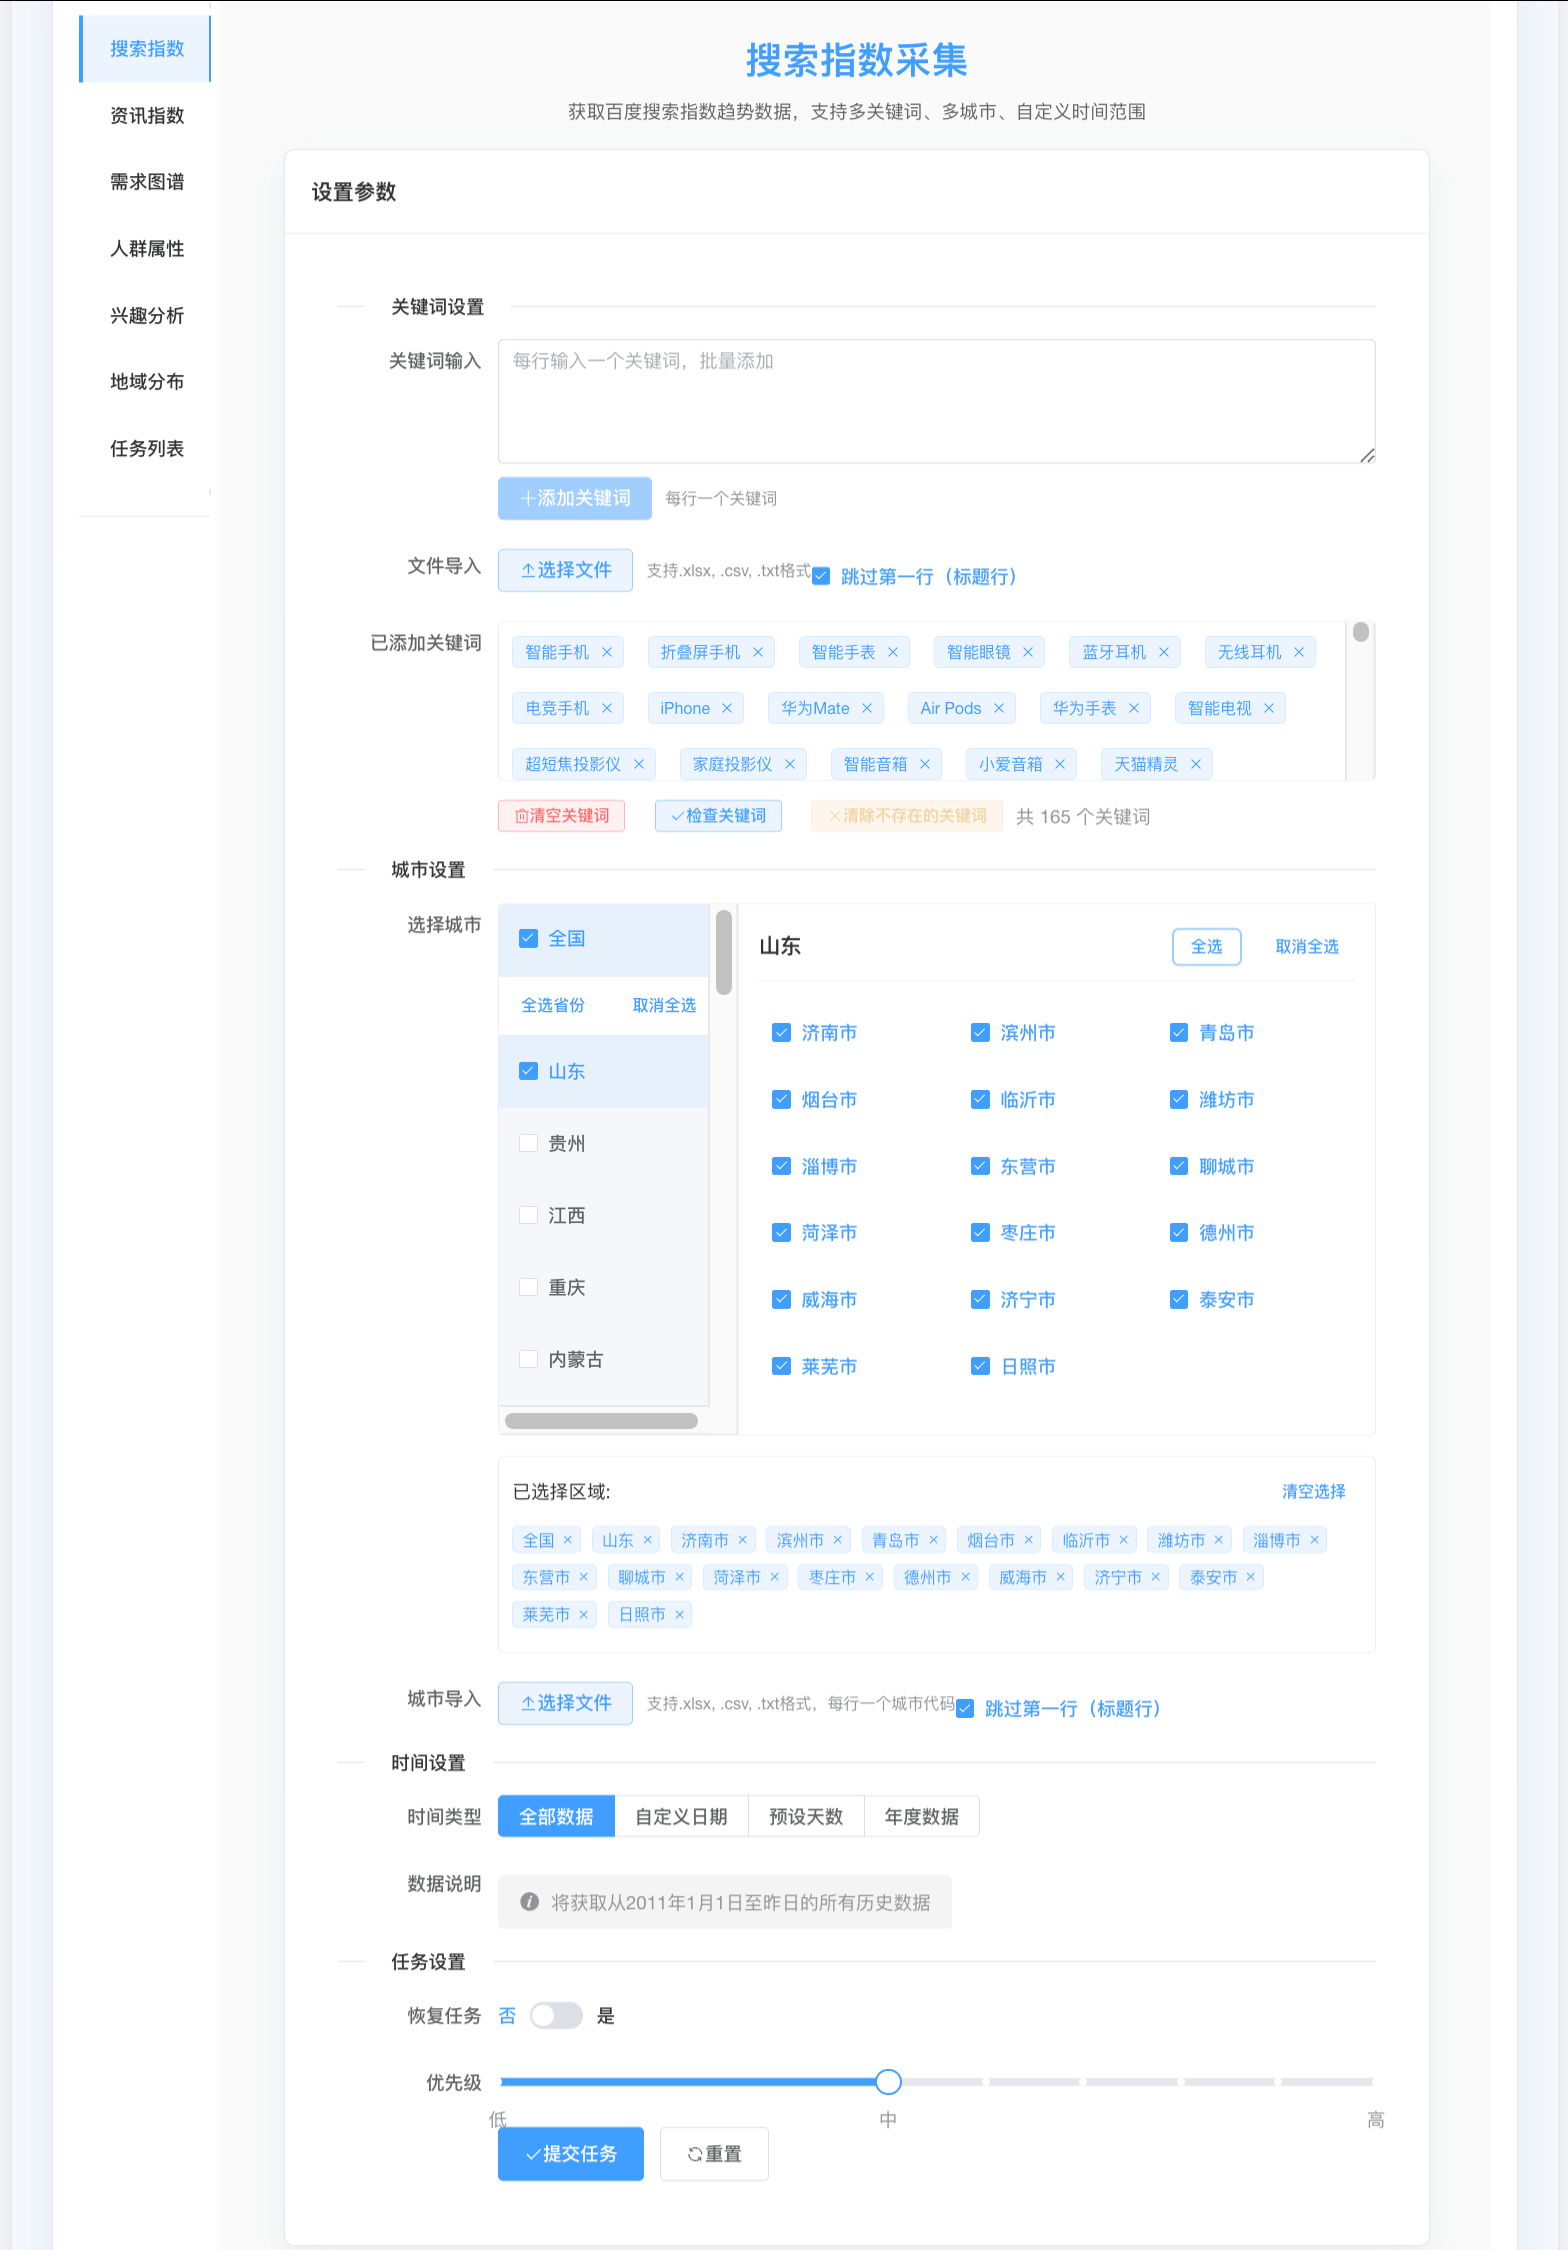 搜索指数
资讯指数
需求图谱
人群属性
兴趣分析
地域分布
任务列表
搜索指数采集
获取百度搜索指数趋势数据，支持多关键词、多城市、自定义时间范围
设置参数
关键词设置
关键词输入
每行输入一个关键词，批量添加
添加关键词 每行一个关键词
文件导入 选择文件 支持.xlsx, .csv, .txt格式 跳过第一行（标题行）
已添加关键词
智能手机 折叠屏手机 智能手表 智能眼镜 蓝牙耳机 无线耳机
电竞手机 iPhone 华为Mate Air Pods 华为手表 智能电视
超短焦投影仪 家庭投影仪 智能音箱 小爱音箱 天猫精灵
清空关键词 检查关键词 清除不存在的关键词 共 165 个关键词
城市设置
选择城市
全国
全选省份 取消全选
山东
贵州
江西
重庆
内蒙古
山东 全选 取消全选
济南市 滨州市 青岛市
烟台市 临沂市 潍坊市
淄博市 东营市 聊城市
菏泽市 枣庄市 德州市
威海市 济宁市 泰安市
莱芜市 日照市
已选择区域: 清空选择
全国 山东 济南市 滨州市 青岛市 烟台市 临沂市 潍坊市 淄博市
东营市 聊城市 菏泽市 枣庄市 德州市 威海市 济宁市 泰安市
莱芜市 日照市
城市导入 选择文件 支持.xlsx, .csv, .txt格式，每行一个城市代码 跳过第一行（标题行）
时间设置
时间类型 全部数据 自定义日期 预设天数 年度数据
数据说明 将获取从2011年1月1日至昨日的所有历史数据
任务设置
恢复任务 否 是
优先级
低 中 高
提交任务 重置